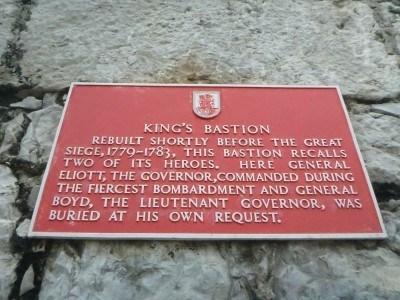 KING'S BASTION
REBUILT SHORTLY BEFORE THE GREAT
SIEGE, 1779-1783, THIS BASTION RECALLS
TWO OF ITS HEROES. HERE GENERAL
ELIOTT, THE GOVERNOR, COMMANDED DURING
THE FIERCEST BOMBARDMENT AND GENERAL
BOYD, THE LIEUTENANT GOVERNOR, WAS
BURIED AT HIS OWN REQUEST.